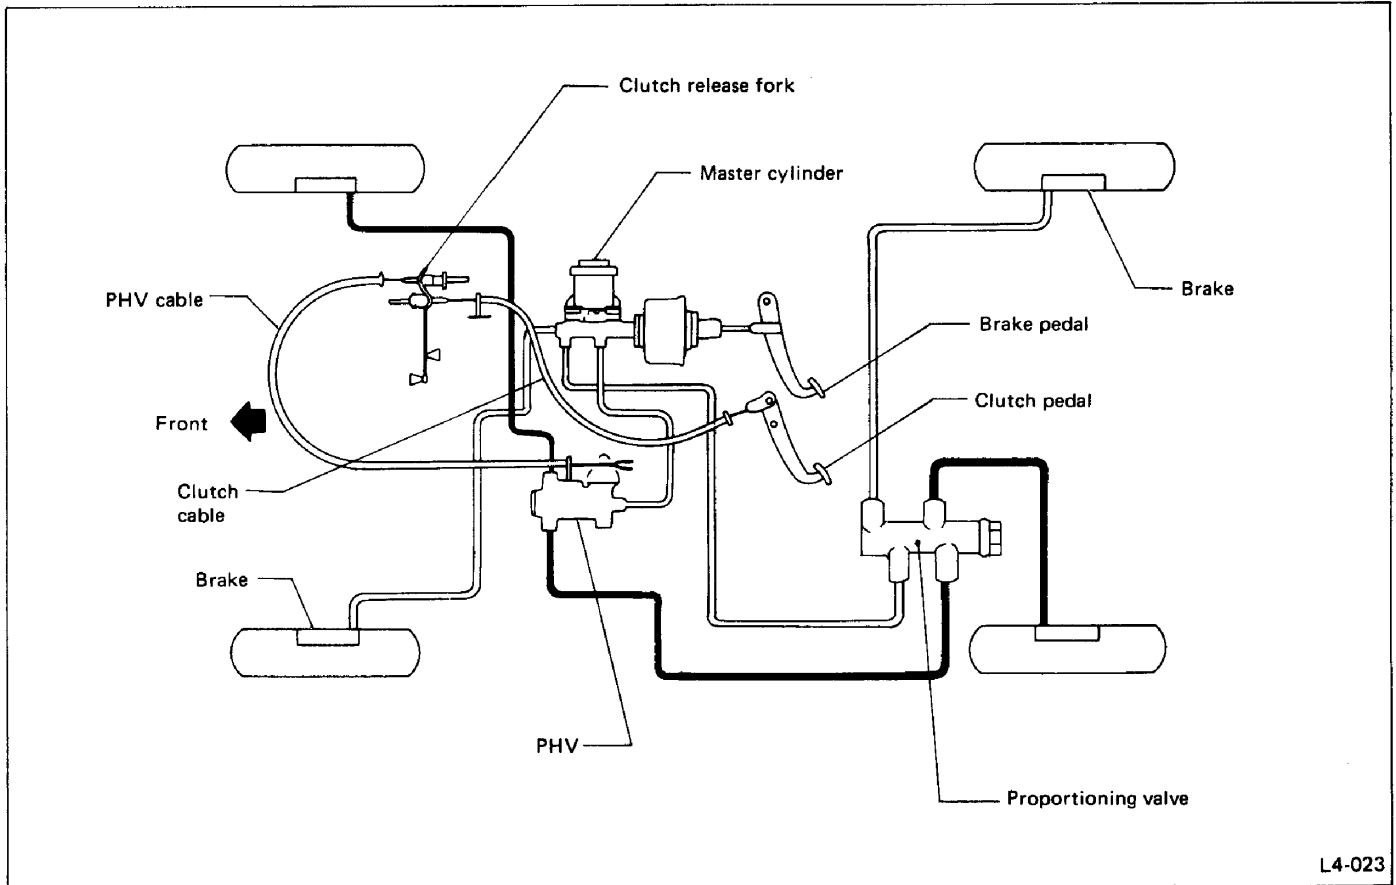 Clutch release fork
Master cylinder
PHV cable
Brake
Brake pedal
Clutch pedal
Front
Clutch
cable
Brake
PHV
Proportioning valve
L4-023